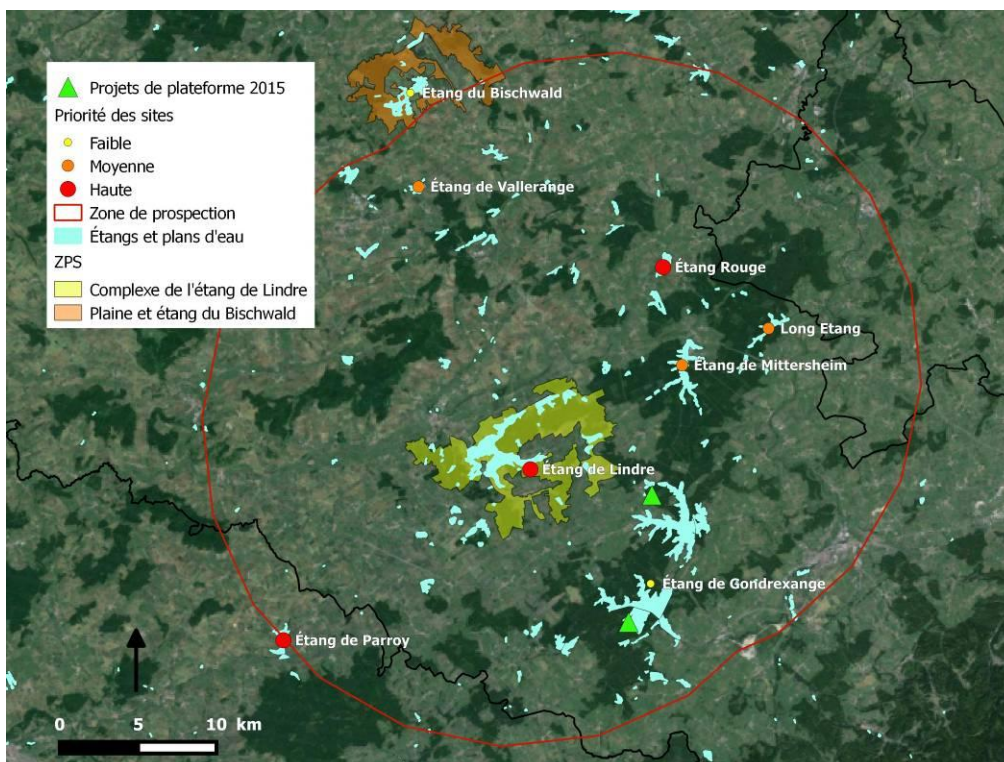 Projets de plateforme 2015
Priorité des sites
Faible
Moyenne
Haute
Zone de prospection
Étangs et plans d'eau
ZPS
Complexe de l'étang de Lindre
Plaine et étang du Bischwald
Étang du Bischwald
Étang de Vallerange
Étang Rouge
Long Etang
Étang de Mittersheim
Étang de Lindre
Étang de Gondrexange
Étang de Parroy
0 5 10 km